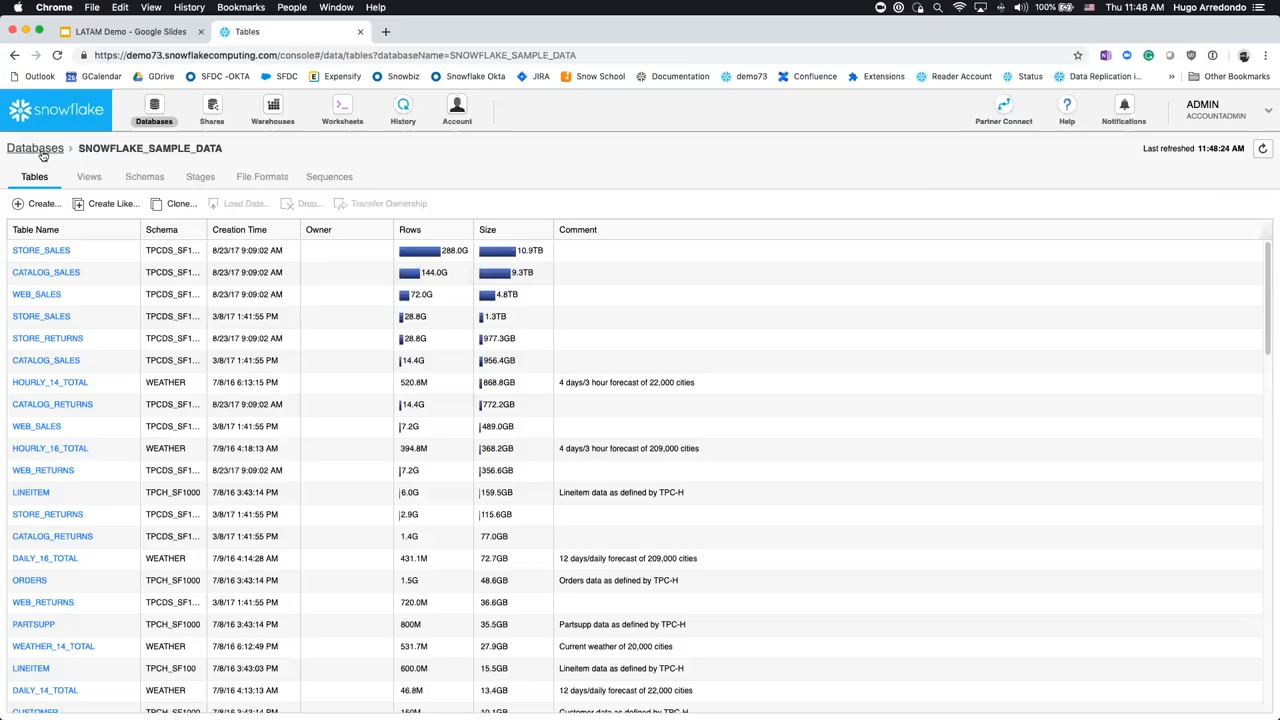 Chrome File Edit View History Bookmarks People Window Help 100% Thu 11:48 AM Hugo Arredondo
LATAM Demo - Google Slides Tables
https://demo73.snowflakecomputing.com/console#/data/tables?databaseName=SNOWFLAKE_SAMPLE_DATA
Outlook GCalendar GDrive SFDC -OKTA SFDC Expensify Snowbiz Snowflake Okta JIRA Snow School Documentation demo73 Confluence Extensions Reader Account Status Data Replication i... » Other Bookmarks
snowflake Databases Shares Warehouses Worksheets History Account Partner Connect Help Notifications ADMIN
ACCOUNTADMIN
Databases > SNOWFLAKE_SAMPLE_DATA Last refreshed 11:48:24 AM
Tables Views Schemas Stages File Formats Sequences
Create... Create Like... Clone... Load Data... Drop... Transfer Ownership
Table Name Schema Creation Time Owner Rows Size Comment
STORE_SALES TPCDS_SF1... 8/23/17 9:09:02 AM 288.0G 10.9TB
CATALOG_SALES TPCDS_SF1... 8/23/17 9:09:02 AM 144.0G 9.3TB
WEB_SALES TPCDS_SF1... 8/23/17 9:09:02 AM 72.0G 4.8TB
STORE_SALES TPCDS_SF1... 3/8/17 1:41:55 PM 28.8G 1.3TB
STORE_RETURNS TPCDS_SF1... 8/23/17 9:09:02 AM 28.8G 977.3GB
CATALOG_SALES TPCDS_SF1... 3/8/17 1:41:55 PM 14.4G 956.4GB
HOURLY_14_TOTAL WEATHER 7/8/16 6:13:15 PM 520.8M 868.8GB 4 days/3 hour forecast of 22,000 cities
CATALOG_RETURNS TPCDS_SF1... 8/23/17 9:09:02 AM 14.4G 772.2GB
WEB_SALES TPCDS_SF1... 3/8/17 1:41:55 PM 7.2G 489.0GB
HOURLY_16_TOTAL WEATHER 7/9/16 4:18:13 AM 394.8M 368.2GB 4 days/3 hour forecast of 209,000 cities
WEB_RETURNS TPCDS_SF1... 8/23/17 9:09:02 AM 7.2G 356.6GB
LINEITEM TPCH_SF1000 7/8/16 3:43:14 PM 6.0G 159.5GB Lineitem data as defined by TPC-H
STORE_RETURNS TPCDS_SF1... 3/8/17 1:41:55 PM 2.9G 115.6GB
CATALOG_RETURNS TPCDS_SF1... 3/8/17 1:41:55 PM 1.4G 77.0GB
DAILY_16_TOTAL WEATHER 7/9/16 4:14:28 AM 431.1M 72.7GB 12 days/daily forecast of 209,000 cities
ORDERS TPCH_SF1000 7/8/16 3:43:14 PM 1.5G 48.6GB Orders data as defined by TPC-H
WEB_RETURNS TPCDS_SF1... 3/8/17 1:41:55 PM 720.0M 36.6GB
PARTSUPP TPCH_SF1000 7/8/16 3:43:14 PM 800M 35.5GB Partsupp data as defined by TPC-H
WEATHER_14_TOTAL WEATHER 7/8/16 6:12:49 PM 531.7M 27.9GB Current weather of 20,000 cities
LINEITEM TPCH_SF100 7/8/16 3:43:03 PM 600.0M 15.5GB Lineitem data as defined by TPC-H
DAILY_14_TOTAL WEATHER 7/9/16 4:13:13 AM 46.8M 13.4GB 12 days/daily forecast of 22,000 cities
CUSTOMER TPCH_SF1000 7/8/16 3:43:14 PM 150M 10.1GB Customer data as defined by TPC-H